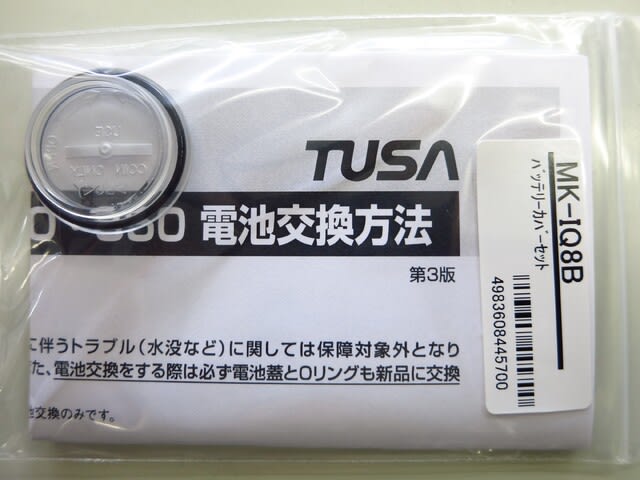 TUSA
電池交換方法
第3版
に伴うトラブル(水没など)に関しては保障対象外となり
た、電池交換をする際は必ず電池蓋とOリングも新品に交換
池交換のみです。
MK-IQ8B
バッテリーカバーセット
4983608445700